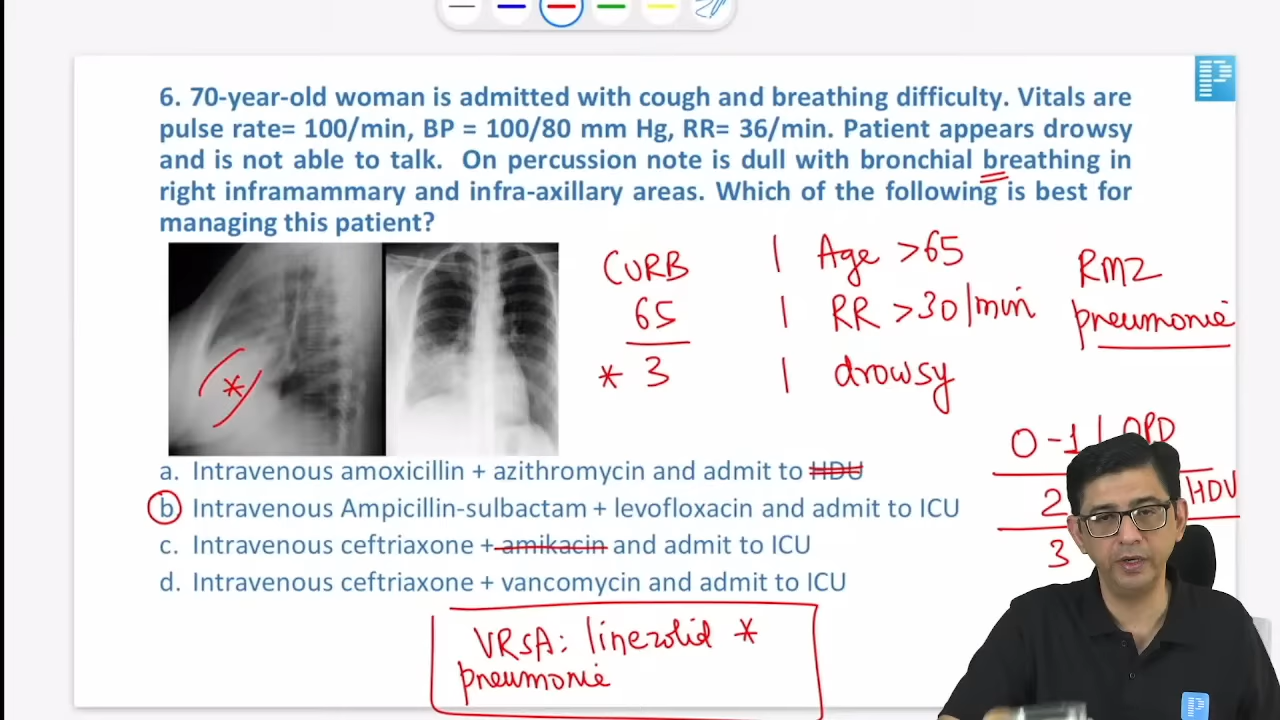 6. 70-year-old woman is admitted with cough and breathing difficulty. Vitals are
pulse rate= 100/min, BP = 100/80 mm Hg, RR= 36/min. Patient appears drowsy
and is not able to talk. On percussion note is dull with bronchial breathing in
right inframammary and infra-axillary areas. Which of the following is best for
managing this patient?
CURB
65
* 3
1 Age >65
1 RR >30/min
1 drowsy
RMZ
pneumonie
0-1 OPD
2 HDU
3
*
a. Intravenous amoxicillin + azithromycin and admit to HDU
b. Intravenous Ampicillin-sulbactam + levofloxacin and admit to ICU
c. Intravenous ceftriaxone + amikacin and admit to ICU
d. Intravenous ceftriaxone + vancomycin and admit to ICU
VRSA: linezolid *
pneumonie